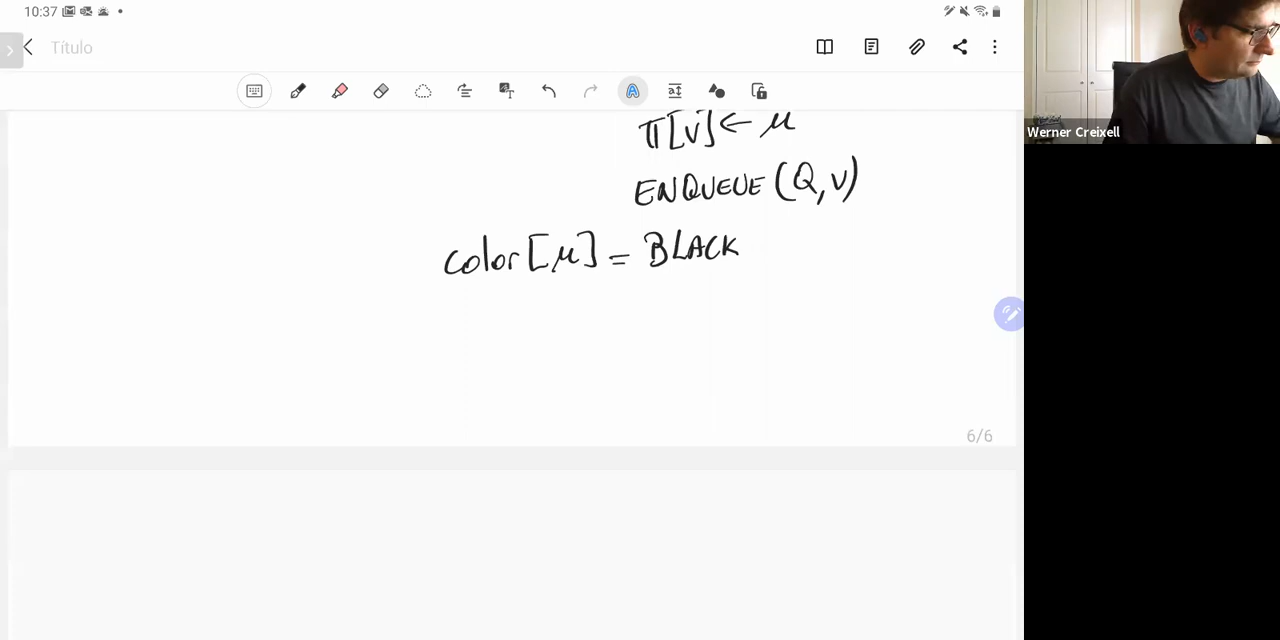 10:37
Título
π[v] ← μ
ENQUEUE (Q, v)
color[μ] = BLACK
6/6
Werner Creixell